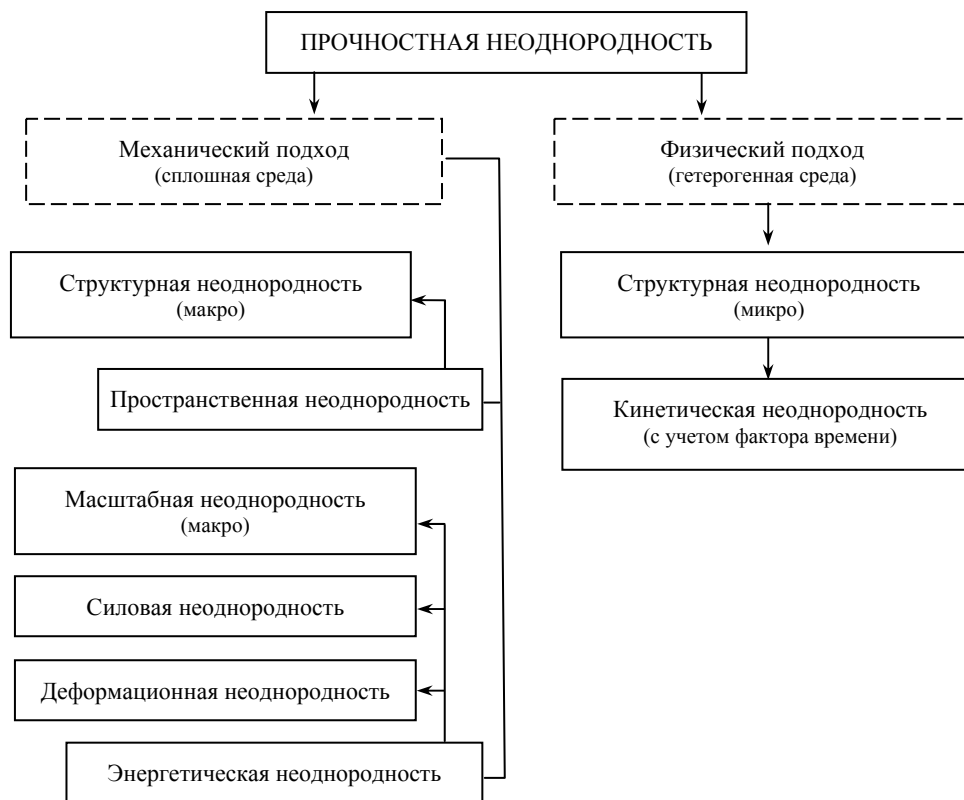 ПРОЧНОСТНАЯ НЕОДНОРОДНОСТЬ
Механический подход
(сплошная среда)
Физический подход
(гетерогенная среда)
Структурная неоднородность
(макро)
Структурная неоднородность
(микро)
Пространственная неоднородность
Кинетическая неоднородность
(с учетом фактора времени)
Масштабная неоднородность
(макро)
Силовая неоднородность
Деформационная неоднородность
Энергетическая неоднородность